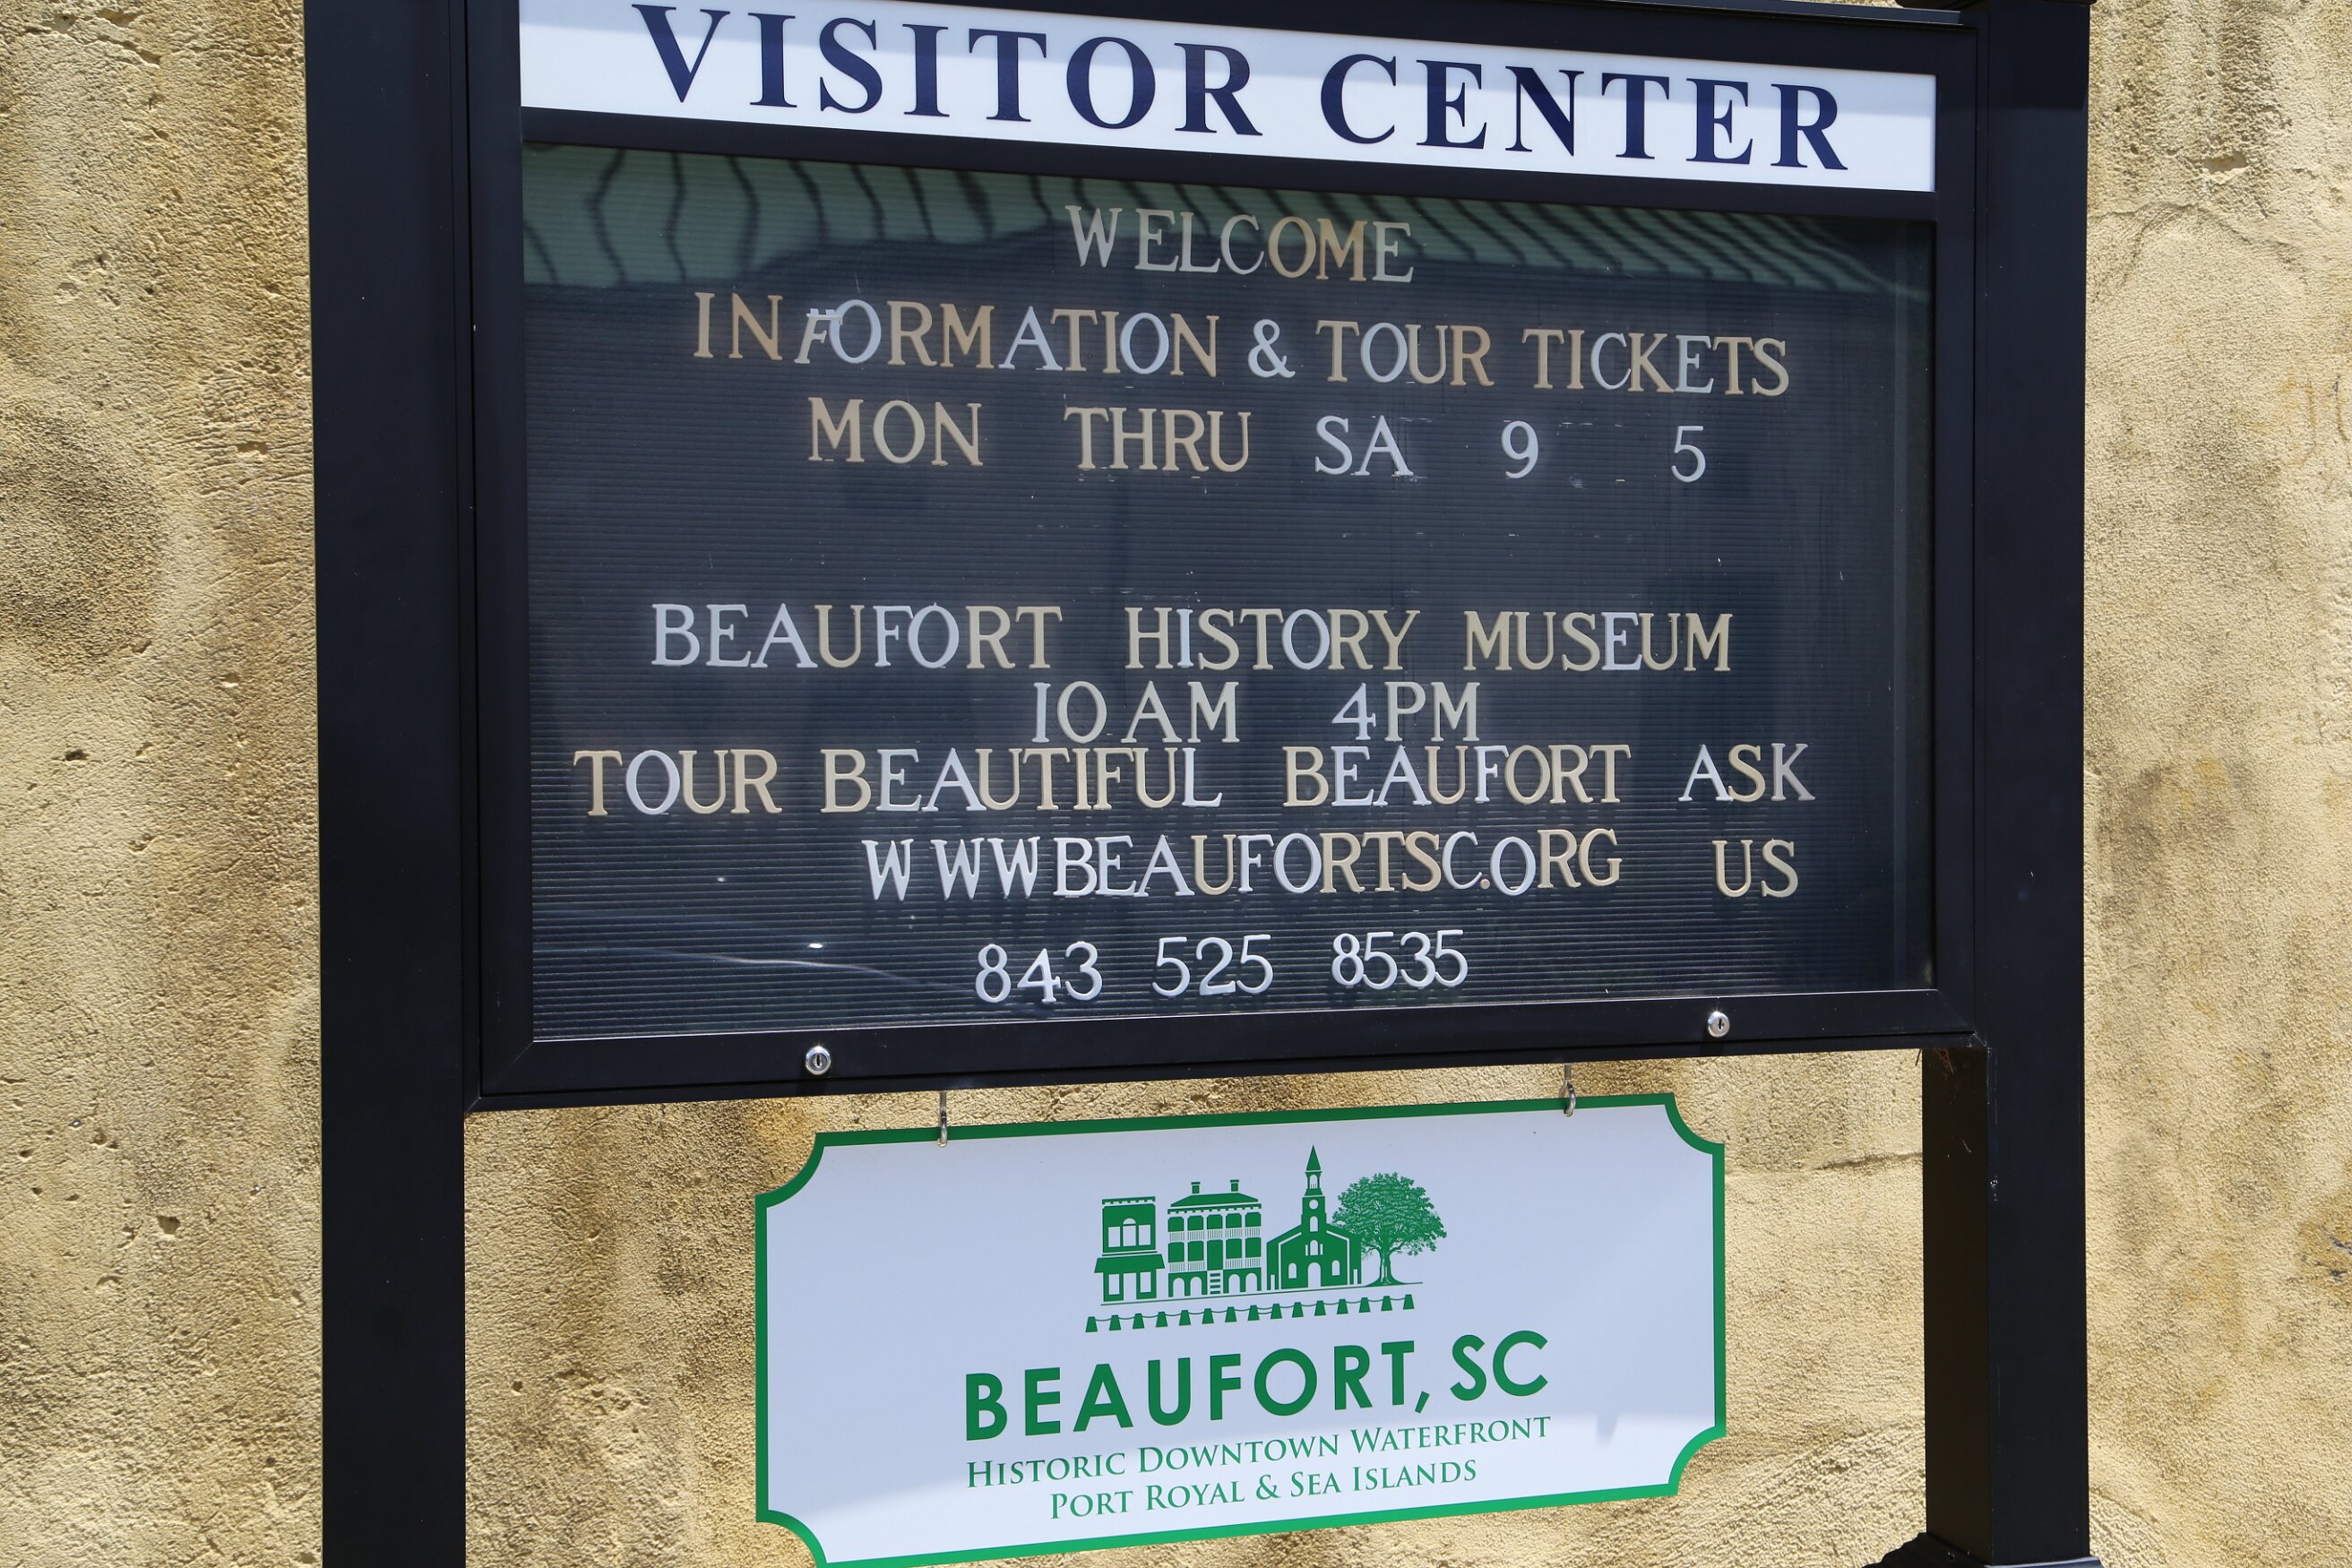 VISITOR CENTER
WELCOME
INFORMATION & TOUR TICKETS
MON THRU SA 9 5
BEAUFORT HISTORY MUSEUM
10 AM 4PM
TOUR BEAUTIFUL BEAUFORT ASK
WWWBEAUFORTSC.ORG US
843 525 8535
BEAUFORT, SC
HISTORIC DOWNTOWN WATERFRONT
PORT ROYAL & SEA ISLANDS